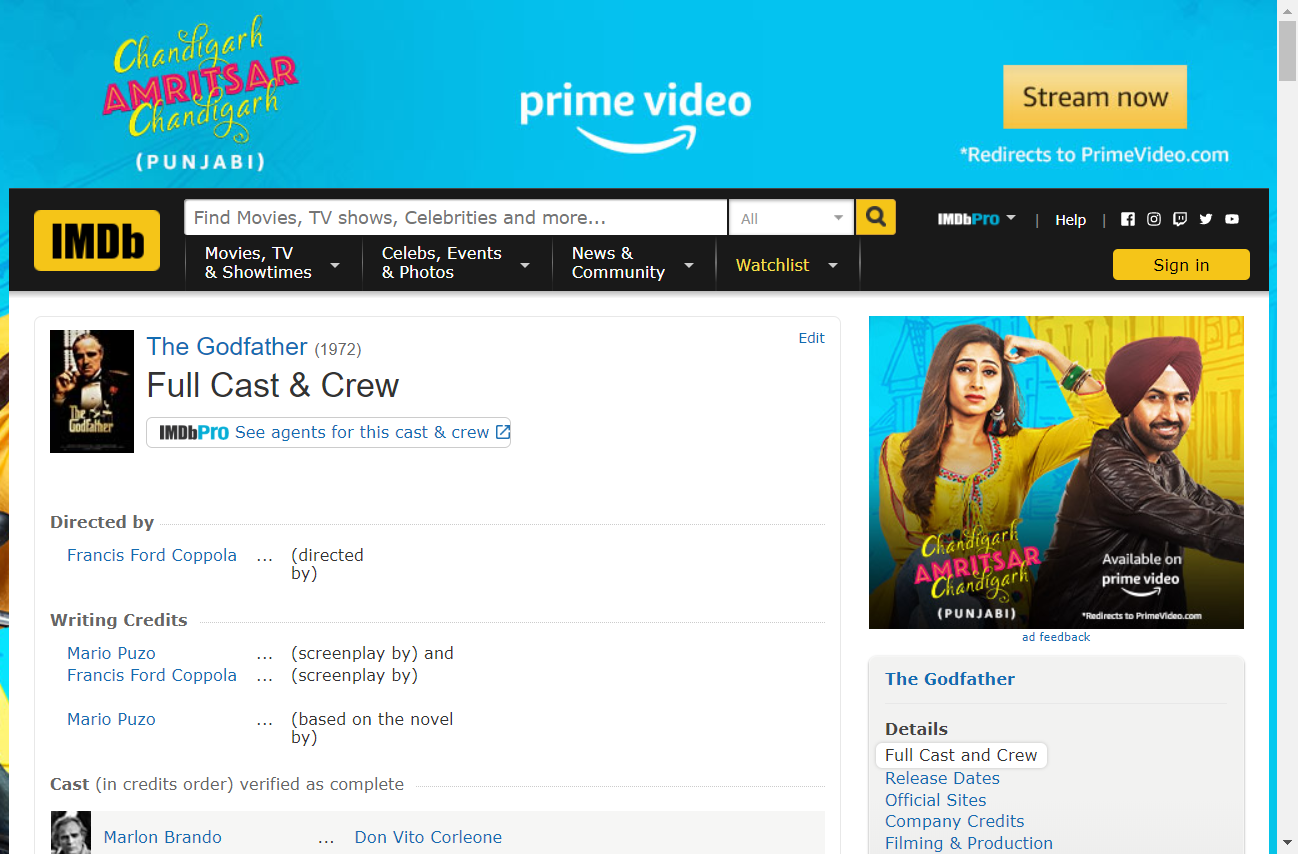 Chandigarh
AMRITSAR
Chandigarh
(PUNJABI)
prime video
Stream now
*Redirects to PrimeVideo.com
IMDb
Find Movies, TV shows, Celebrities and more...
All
IMDbPro
|
Help
|
Movies, TV
& Showtimes
Celebs, Events
& Photos
News &
Community
Watchlist
Sign in
The Godfather
The Godfather (1972)
Edit
Full Cast & Crew
IMDbPro See agents for this cast & crew
Directed by
Francis Ford Coppola ... (directed
by)
Writing Credits
Mario Puzo ... (screenplay by) and
Francis Ford Coppola ... (screenplay by)
Mario Puzo ... (based on the novel
by)
Cast (in credits order) verified as complete
Marlon Brando ... Don Vito Corleone
Chandigarh
AMRITSAR
Chandigarh
(PUNJABI)
Available on
prime video
*Redirects to PrimeVideo.com
ad feedback
The Godfather
Details
Full Cast and Crew
Release Dates
Official Sites
Company Credits
Filming & Production